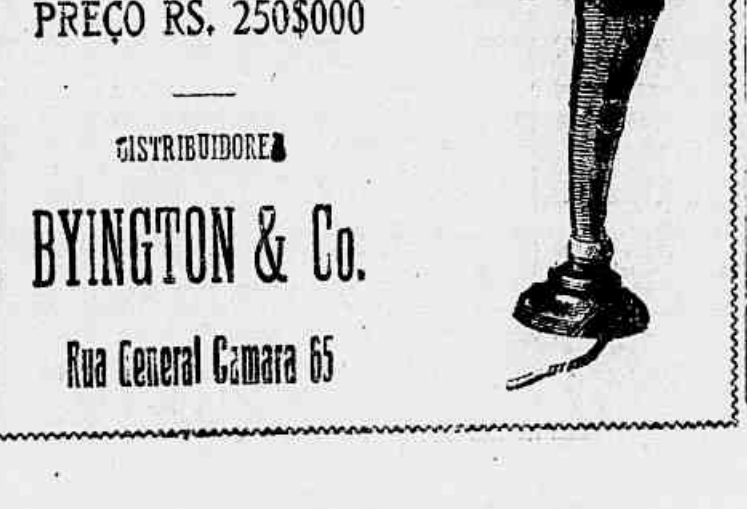 PREÇO RS. 250$000
DISTRIBUIDORES
BYINGTON & Co.
Rua General Camara 65